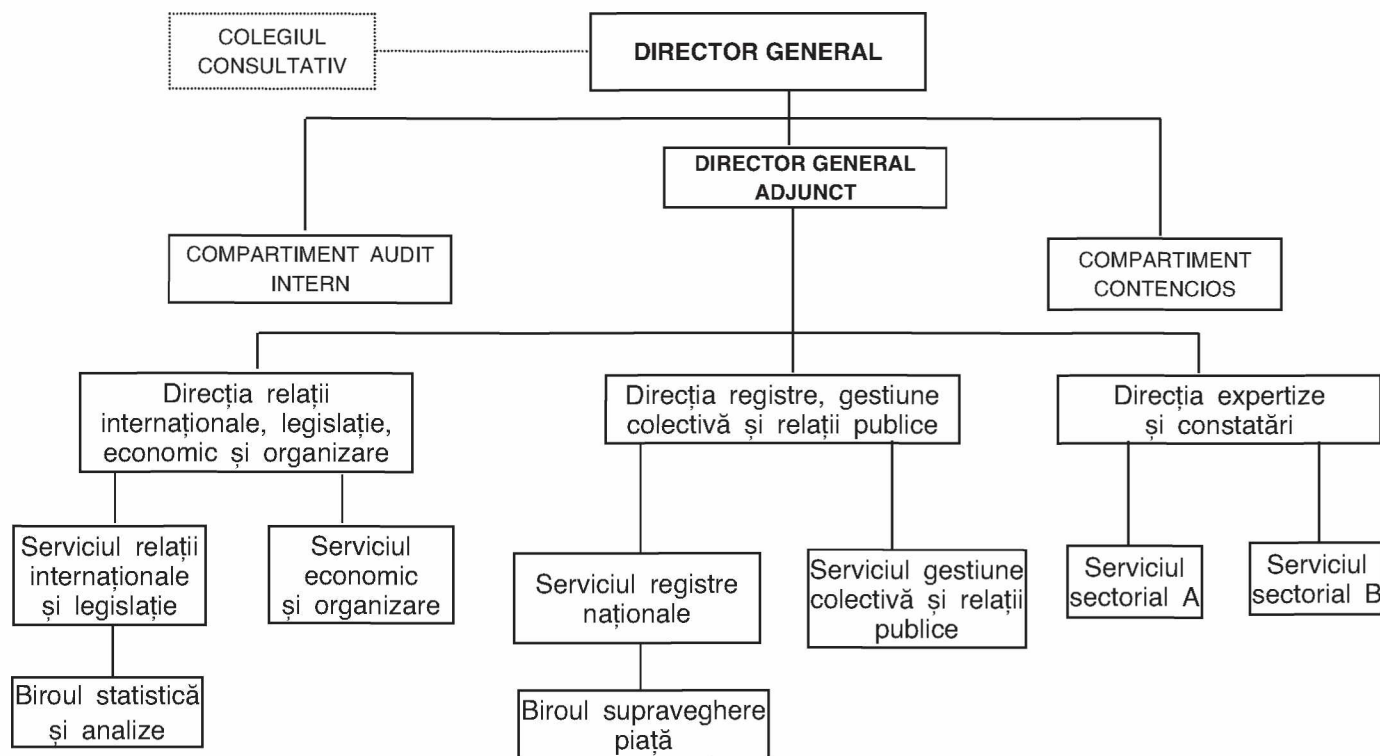 COLEGIUL
CONSULTATIV
DIRECTOR GENERAL
DIRECTOR GENERAL
ADJUNCT
COMPARTIMENT AUDIT
INTERN
COMPARTIMENT
CONTENCIOS
Direcția relații
internaționale, legislație,
economic și organizare
Direcția registre, gestiune
colectivă și relații publice
Direcția expertize
și constatări
Serviciul relații
internaționale
și legislație
Serviciul
economic
și organizare
Serviciul registre
naționale
Serviciul gestiune
colectivă și relații
publice
Serviciul
sectorial A
Serviciul
sectorial B
Biroul statistică
și analize
Biroul supraveghere
piață